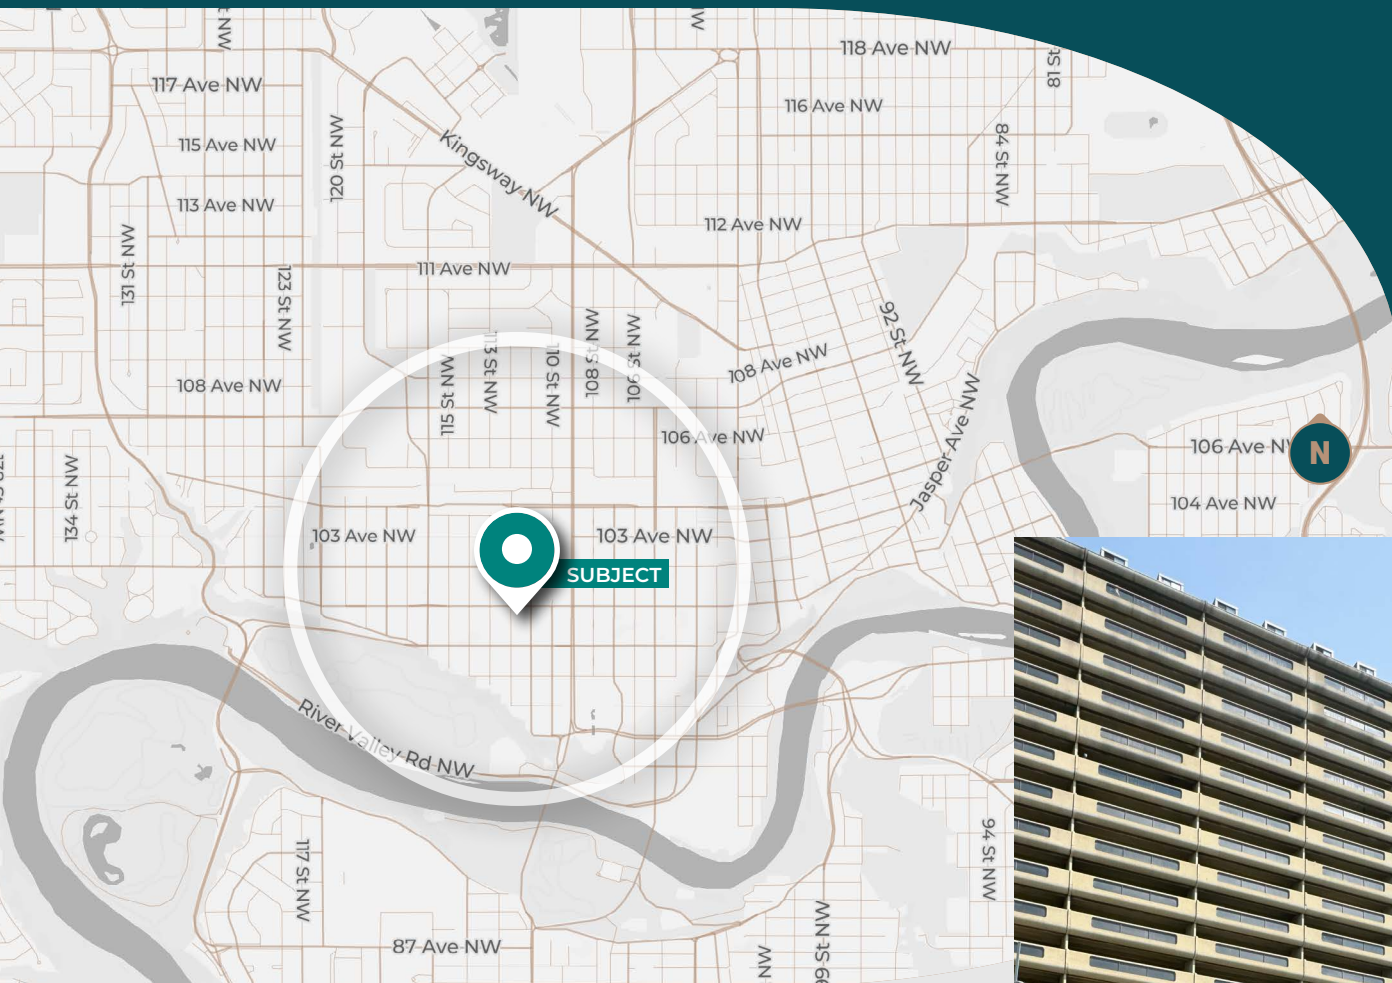 118 Ave NW
81 St
117 Ave NW
116 Ave NW
115 Ave NW
Kingsway NW
120 St NW
84 St NW
113 Ave NW
112 Ave NW
131 St NW
111 Ave NW
123 St NW
92 St NW
108 St NW
106 St NW
113 St NW
110 St NW
115 St NW
108 Ave NW
108 Ave NW
Jasper Ave NW
106 Ave NW
106 Ave N
N
134 St NW
104 Ave NW
103 Ave NW
103 Ave NW
SUBJECT
River Valley Rd NW
117 St NW
94 St NW
87 Ave NW
99 St NW
NW
NW
NW